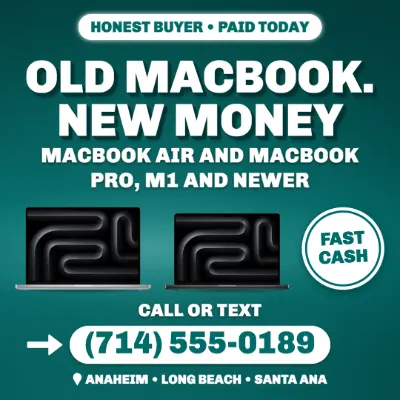 HONEST BUYER • PAID TODAY
OLD MACBOOK.
NEW MONEY
MACBOOK AIR AND MACBOOK
PRO, M1 AND NEWER
FAST
CASH
CALL OR TEXT
(714) 555-0189
ANAHEIM • LONG BEACH • SANTA ANA